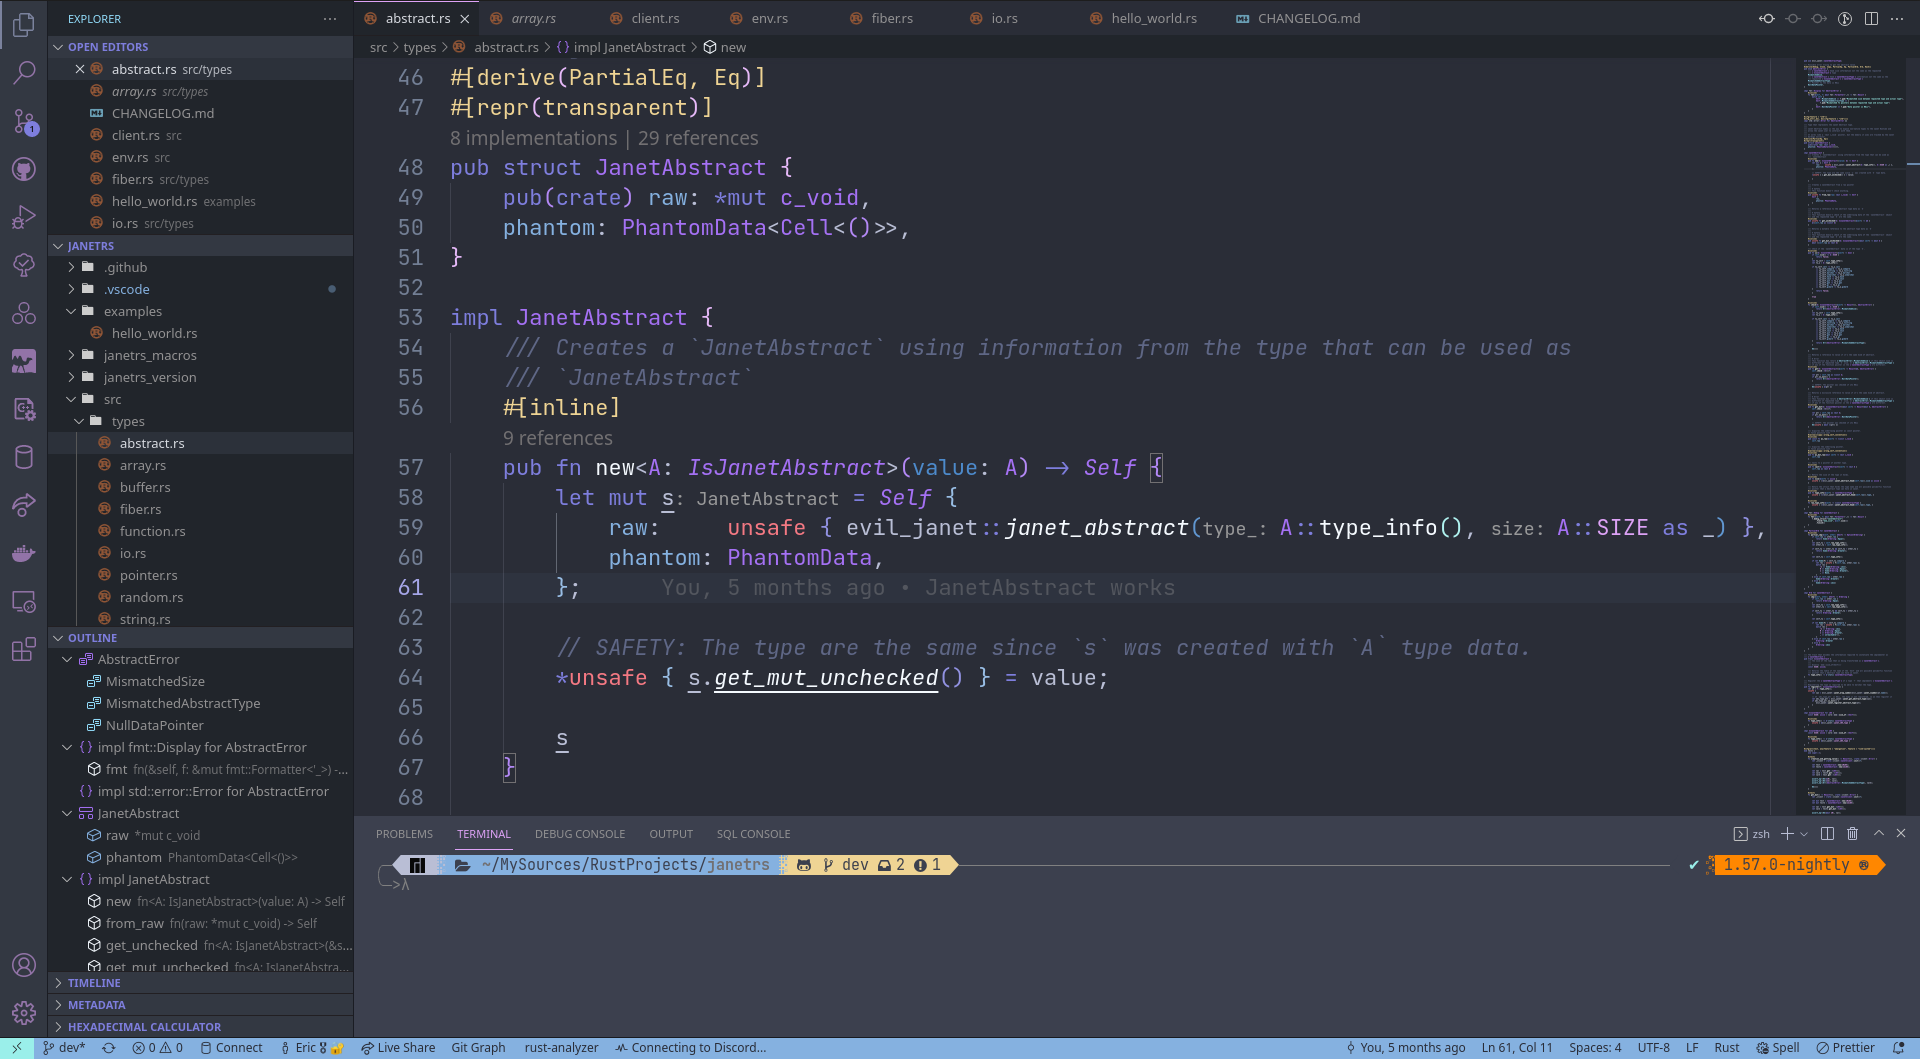 EXPLORER
OPEN EDITORS
abstract.rs src/types
array.rs src/types
CHANGELOG.md
client.rs src
env.rs src
fiber.rs src/types
hello_world.rs examples
io.rs src/types
JANETRS
.github
.vscode
examples
hello_world.rs
janetrs_macros
janetrs_version
src
types
abstract.rs
array.rs
buffer.rs
fiber.rs
function.rs
io.rs
pointer.rs
random.rs
string.rs
OUTLINE
AbstractError
MismatchedSize
MismatchedAbstractType
NullDataPointer
{} impl fmt::Display for AbstractError
fmt fn(&self, f: &mut fmt::Formatter<'_>) -...
{} impl std::error::Error for AbstractError
JanetAbstract
raw *mut c_void
phantom PhantomData<Cell<()>>
{} impl JanetAbstract
new fn<A: IsJanetAbstract>(value: A) -> Self
from_raw fn(raw: *mut c_void) -> Self
get_unchecked fn<A: IsJanetAbstract>(&s...
get_mut_unchecked fn<A: IsJanetAbstra...
TIMELINE
METADATA
HEXADECIMAL CALCULATOR
abstract.rs array.rs client.rs env.rs fiber.rs io.rs hello_world.rs CHANGELOG.md
src > types > abstract.rs > {} impl JanetAbstract > new
46 #[derive(PartialEq, Eq)]
47 #[repr(transparent)]
8 implementations | 29 references
48 pub struct JanetAbstract {
49 pub(crate) raw: *mut c_void,
50 phantom: PhantomData<Cell<()>>,
51 }
52
53 impl JanetAbstract {
54 /// Creates a `JanetAbstract` using information from the type that can be used as
55 /// `JanetAbstract`
56 #[inline]
9 references
57 pub fn new<A: IsJanetAbstract>(value: A) -> Self {
58 let mut s: JanetAbstract = Self {
59 raw: unsafe { evil_janet::janet_abstract(type_: A::type_info(), size: A::SIZE as _) },
60 phantom: PhantomData,
61 }; You, 5 months ago • JanetAbstract works
62
63 // SAFETY: The type are the same since `s` was created with `A` type data.
64 *unsafe { s.get_mut_unchecked() } = value;
65
66 s
67 }
68
PROBLEMS TERMINAL DEBUG CONSOLE OUTPUT SQL CONSOLE zsh
~/MySources/RustProjects/janetrs dev 2 1 ✔ 1.57.0-nightly
>λ
1
dev* 0 0 Connect Eric Live Share Git Graph rust-analyzer Connecting to Discord... You, 5 months ago Ln 61, Col 11 Spaces: 4 UTF-8 LF Rust Spell Prettier